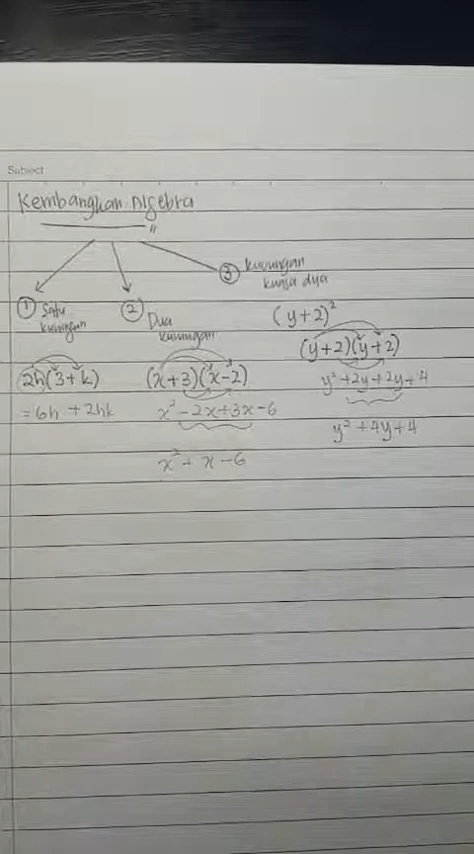 Subject
Kembangkan Algebra
① Satu kurungan
2h(3+k)
= 6h + 2hk
② Dua kurungan
(x+3)(x-2)
x² - 2x + 3x - 6
x² + x - 6
③ kurungan kuasa dua
(y+2)²
(y+2)(y+2)
y² + 2y + 2y + 4
y² + 4y + 4